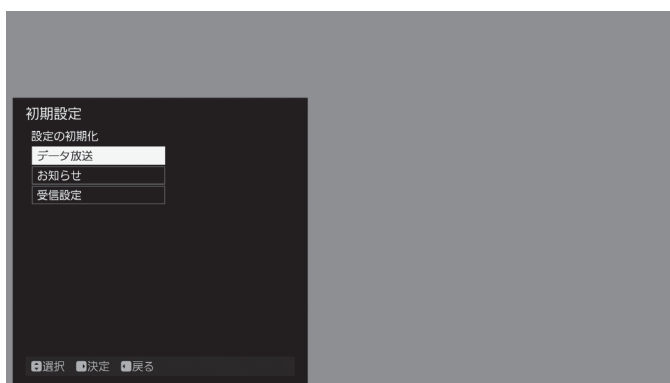 初期設定
設定の初期化
データ放送
お知らせ
受信設定
選択 決定 戻る